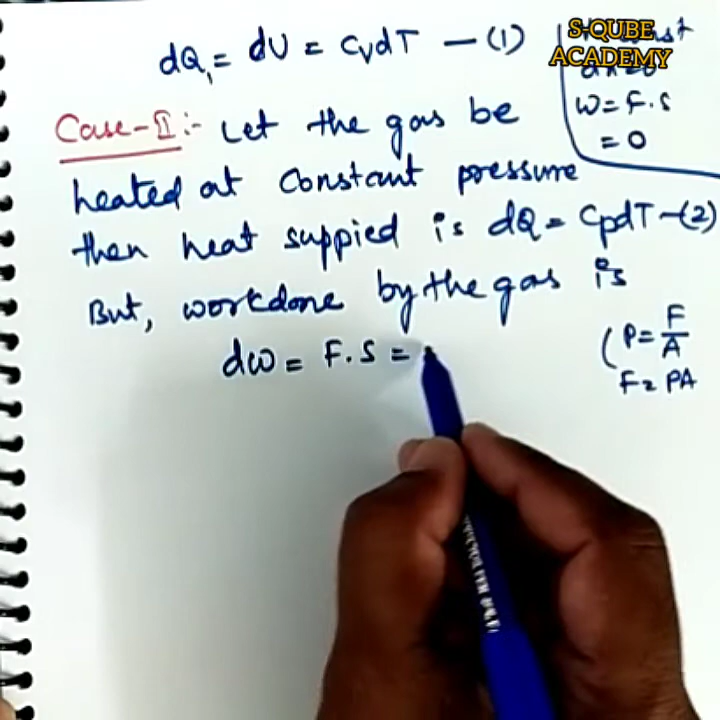 dQ₁ = dU = CvdT — (1)
S-QUBE
ACADEMY
W = F.S
= 0
Case-II:- Let the gas be
heated at Constant pressure
then heat suppied is dQ = CpdT-(2)
But, workdone by the gas is
dW = F.S =
(P = F/A
F = PA